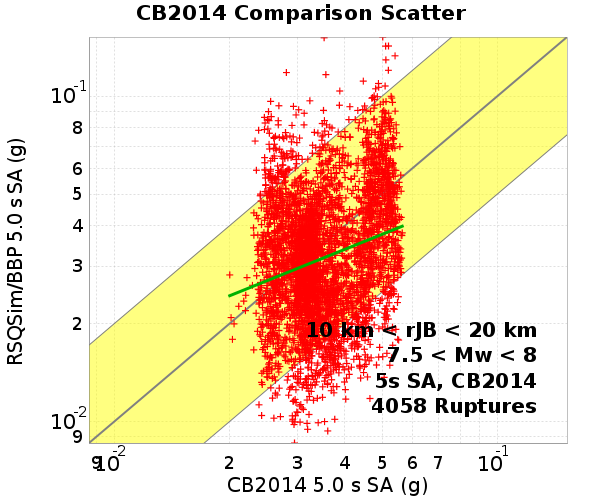 CB2014 Comparison Scatter
RSQSim/BBP 5.0 s SA (g)
10⁻¹
8
6
5
4
3
2
10⁻²
9
10 km < rJB < 20 km
7.5 < Mw < 8
5s SA, CB2014
4058 Ruptures
9 10⁻² 2 3 4 5 6 7 10⁻¹
CB2014 5.0 s SA (g)